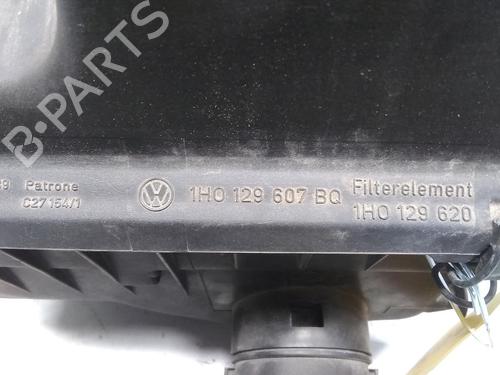 B-PARTS
Patrone
C27154/1
1H0 129 607 BQ
Filterelement
1H0 129 620